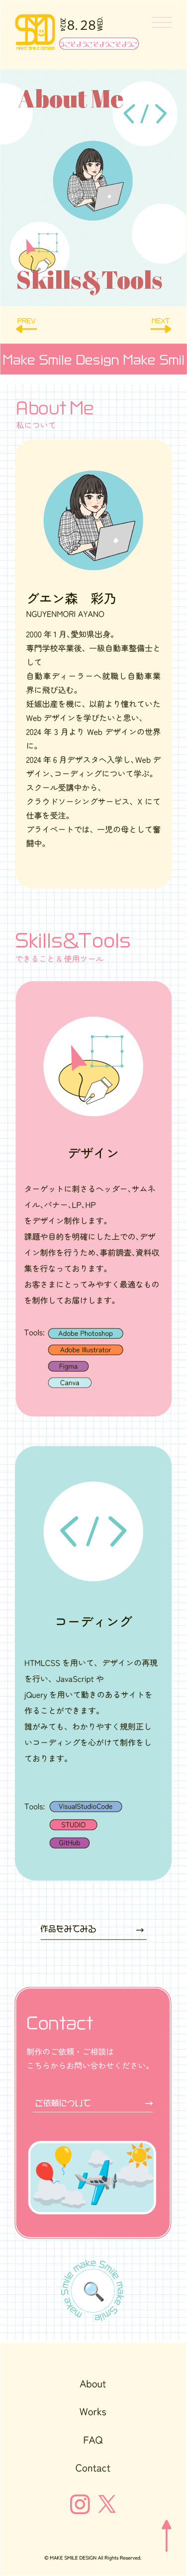 MAKE SMILE DESIGN
2024
8.28
WED.
About Me
Skills&Tools
PREV
NEXT
Make Smile Design Make Smil
About Me
私について
グエン森　彩乃
NGUYENMORI AYANO
2000 年 1 月、愛知県出身。
専門学校卒業後、一級自動車整備士と
して
自動車ディーラーへ就職し自動車業
界に飛び込む。
妊娠出産を機に、以前より憧れていた
Web デザインを学びたいと思い、
2024 年 3 月より Web デザインの世界
に。
2024 年 6 月デザスタへ入学し、Web デ
ザイン、コーディングについて学ぶ。
スクール受講中から、
クラウドソーシングサービス、X にて
仕事を受注。
プライベートでは、一児の母として奮
闘中。
Skills&Tools
できること & 使用ツール
デザイン
ターゲットに刺さるヘッダー、サムネ
イル、バナー、LP、HP
をデザイン制作します。
課題や目的を明確にした上での、デザ
イン制作を行うため、事前調査、資料収
集を行なっております。
お客さまにとってみやすく最適なもの
を制作してお届けします。
Tools:
Adobe Photoshop
Adobe Illustrator
Figma
Canva
コーディング
HTMLCSS を用いて、デザインの再現
を行い、JavaScript や
jQuery を用いて動きのあるサイトを
作ることができます。
誰がみても、わかりやすく規則正し
いコーディングを心がけて制作をし
ております。
Tools:
VisualStudioCode
STUDIO
GitHub
作品をみてみる →
Contact
制作のご依頼・ご相談は
こちらからお問い合わせください。
ご依頼について →
make Smile make Smile make Smile
About
Works
FAQ
Contact
© MAKE SMILE DESIGN All Rights Reserved.